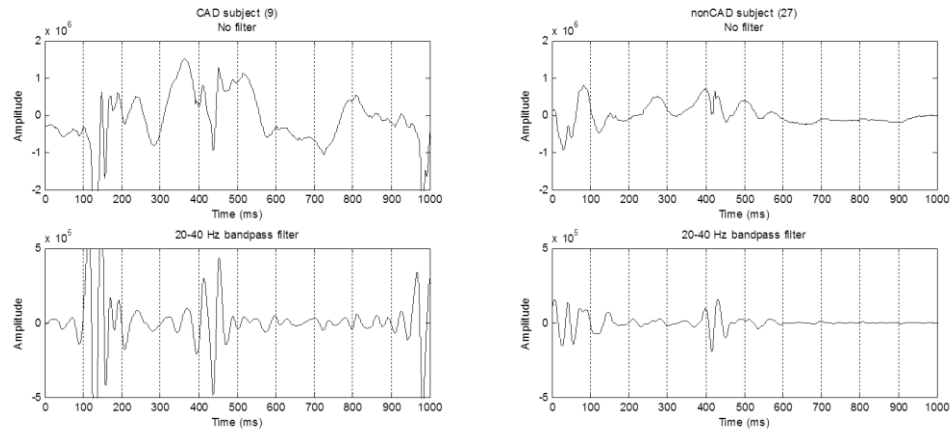 CAD subject (9)
No filter
x 10^6
2
1
0
-1
-2
Amplitude
0 100 200 300 400 500 600 700 800 900 1000
Time (ms)
nonCAD subject (27)
No filter
x 10^6
2
1
0
-1
-2
Amplitude
0 100 200 300 400 500 600 700 800 900 1000
Time (ms)
20-40 Hz bandpass filter
x 10^5
5
0
-5
Amplitude
0 100 200 300 400 500 600 700 800 900 1000
Time (ms)
20-40 Hz bandpass filter
x 10^5
5
0
-5
Amplitude
0 100 200 300 400 500 600 700 800 900 1000
Time (ms)